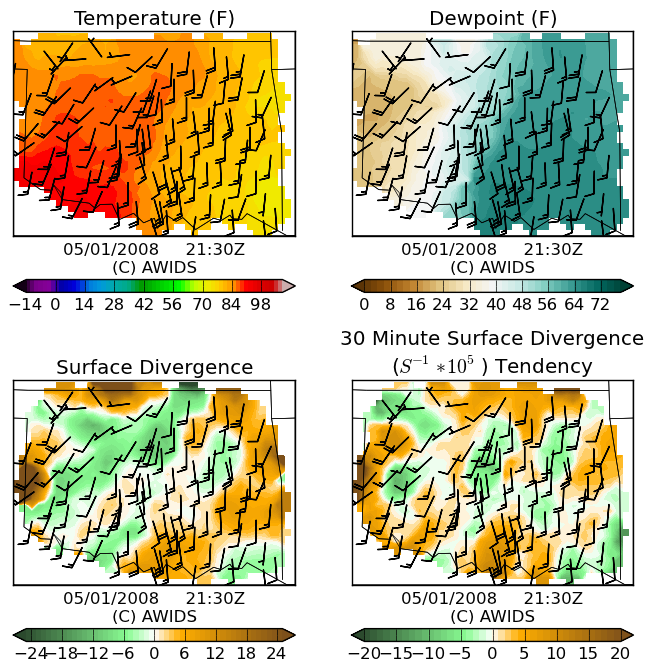 Temperature (F)
Dewpoint (F)
05/01/2008 21:30Z
(C) AWIDS
05/01/2008 21:30Z
(C) AWIDS
−14 0 14 28 42 56 70 84 98
0 8 16 24 32 40 48 56 64 72
Surface Divergence
30 Minute Surface Divergence
(S⁻¹ ∗10⁵ ) Tendency
05/01/2008 21:30Z
(C) AWIDS
05/01/2008 21:30Z
(C) AWIDS
−24 −18 −12 −6 0 6 12 18 24
−20 −15 −10 −5 0 5 10 15 20